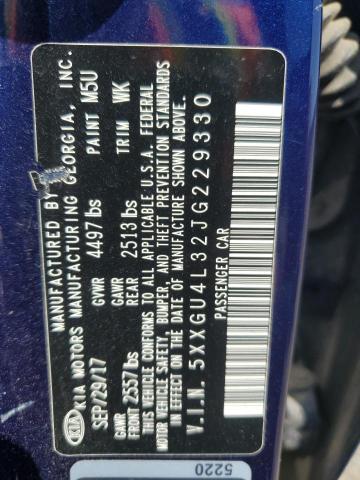 MANUFACTURED BY
KIA KIA MOTORS MANUFACTURING GEORGIA, INC.
SEP/29/17 GVWR 4497 lbs PAINT M5U
GAWR FRONT 2557 lbs GAWR REAR 2513 lbs TRIM WK
THIS VEHICLE CONFORMS TO ALL APPLICABLE U.S.A. FEDERAL
MOTOR VEHICLE SAFETY, BUMPER, AND THEFT PREVENTION STANDARDS
IN EFFECT ON THE DATE OF MANUFACTURE SHOWN ABOVE.
V.I.N. 5XXGU4L32JG229330
PASSENGER CAR
5220